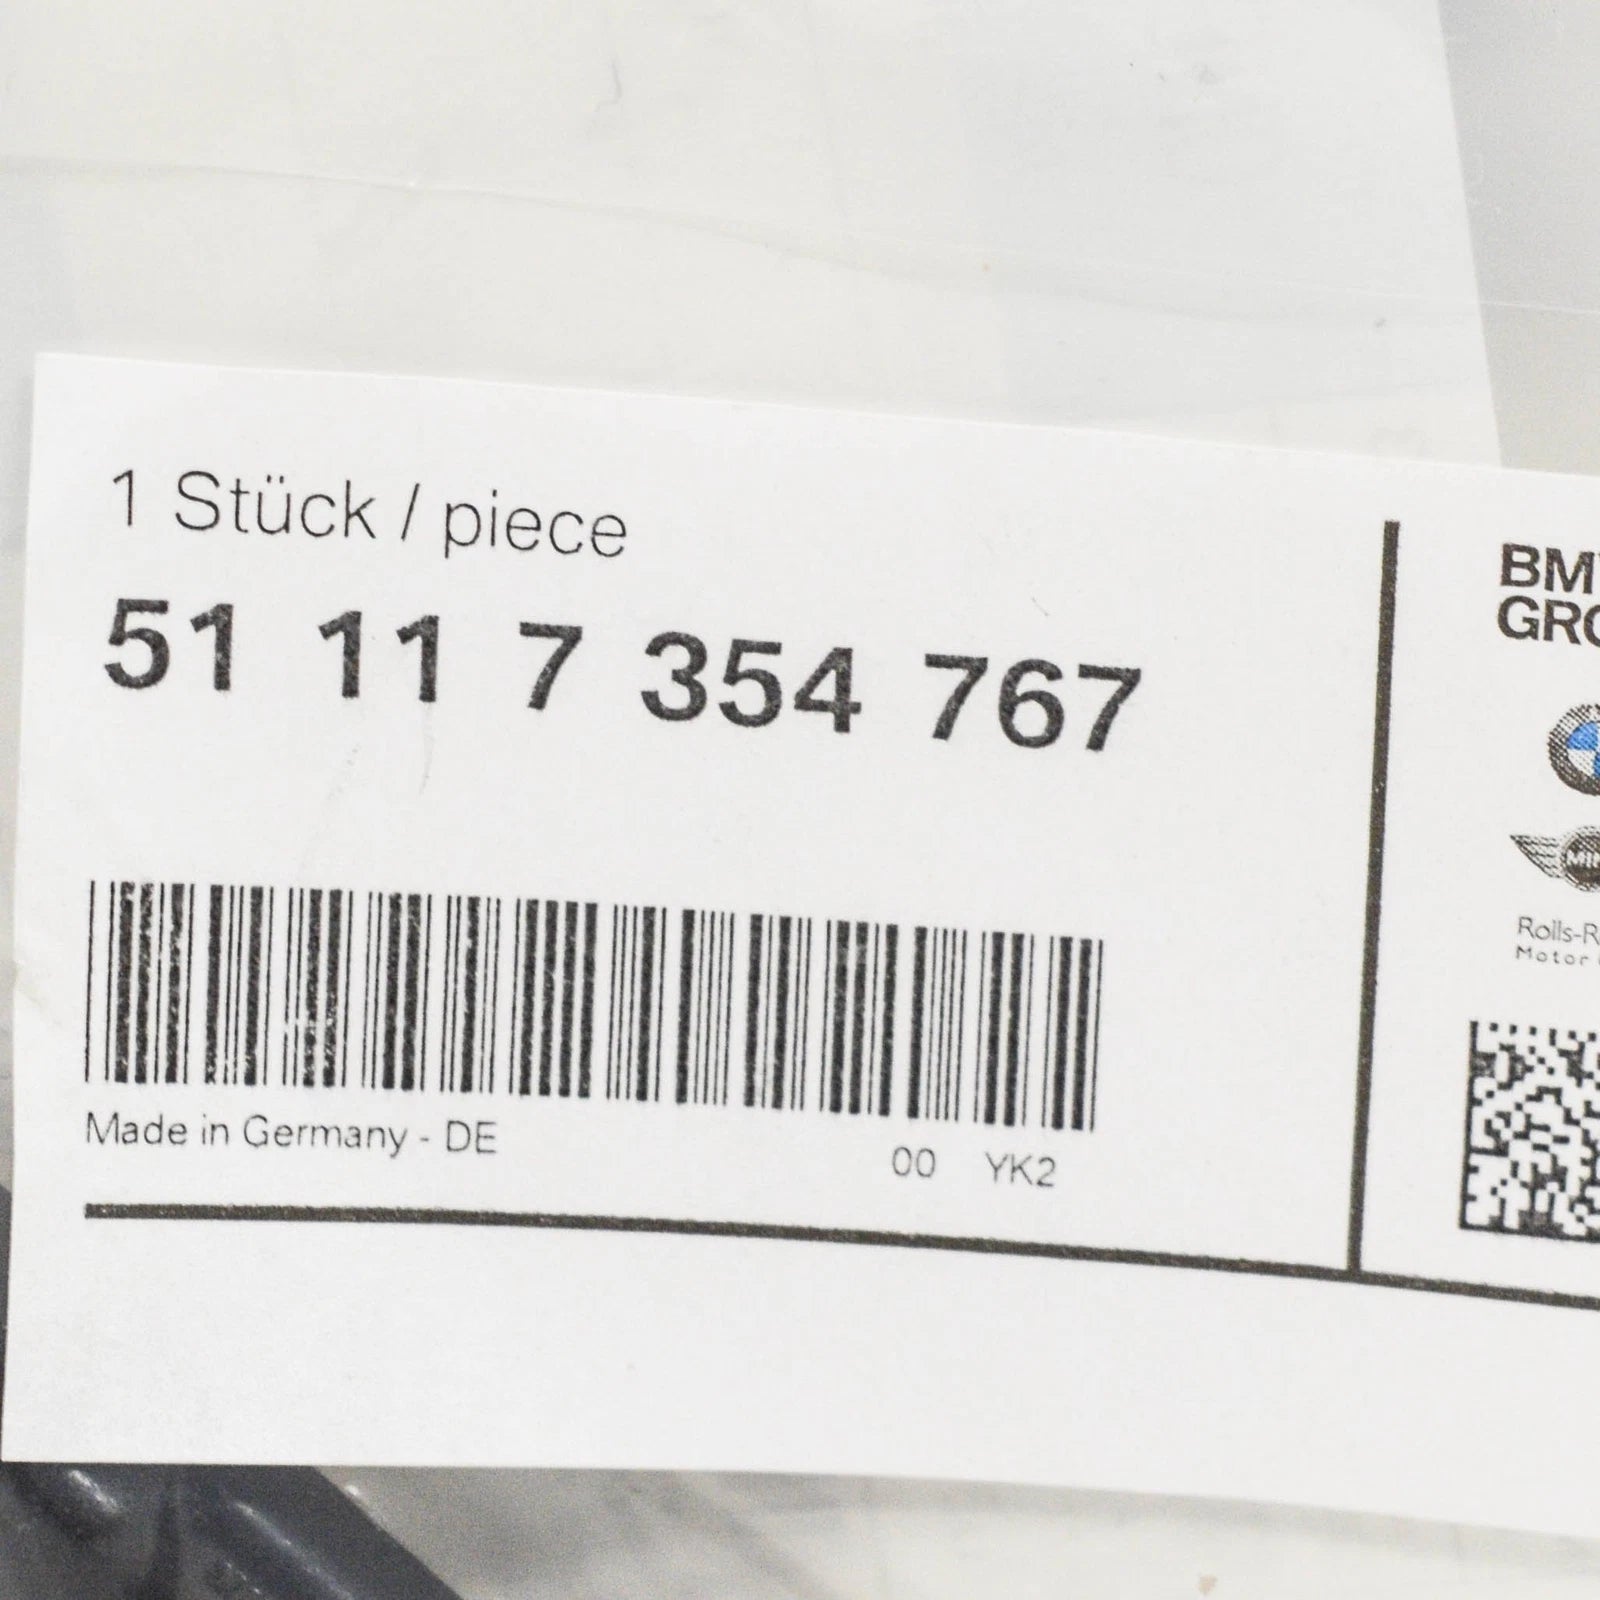 1 Stück / piece
51 11 7 354 767
Made in Germany - DE
00 YK2